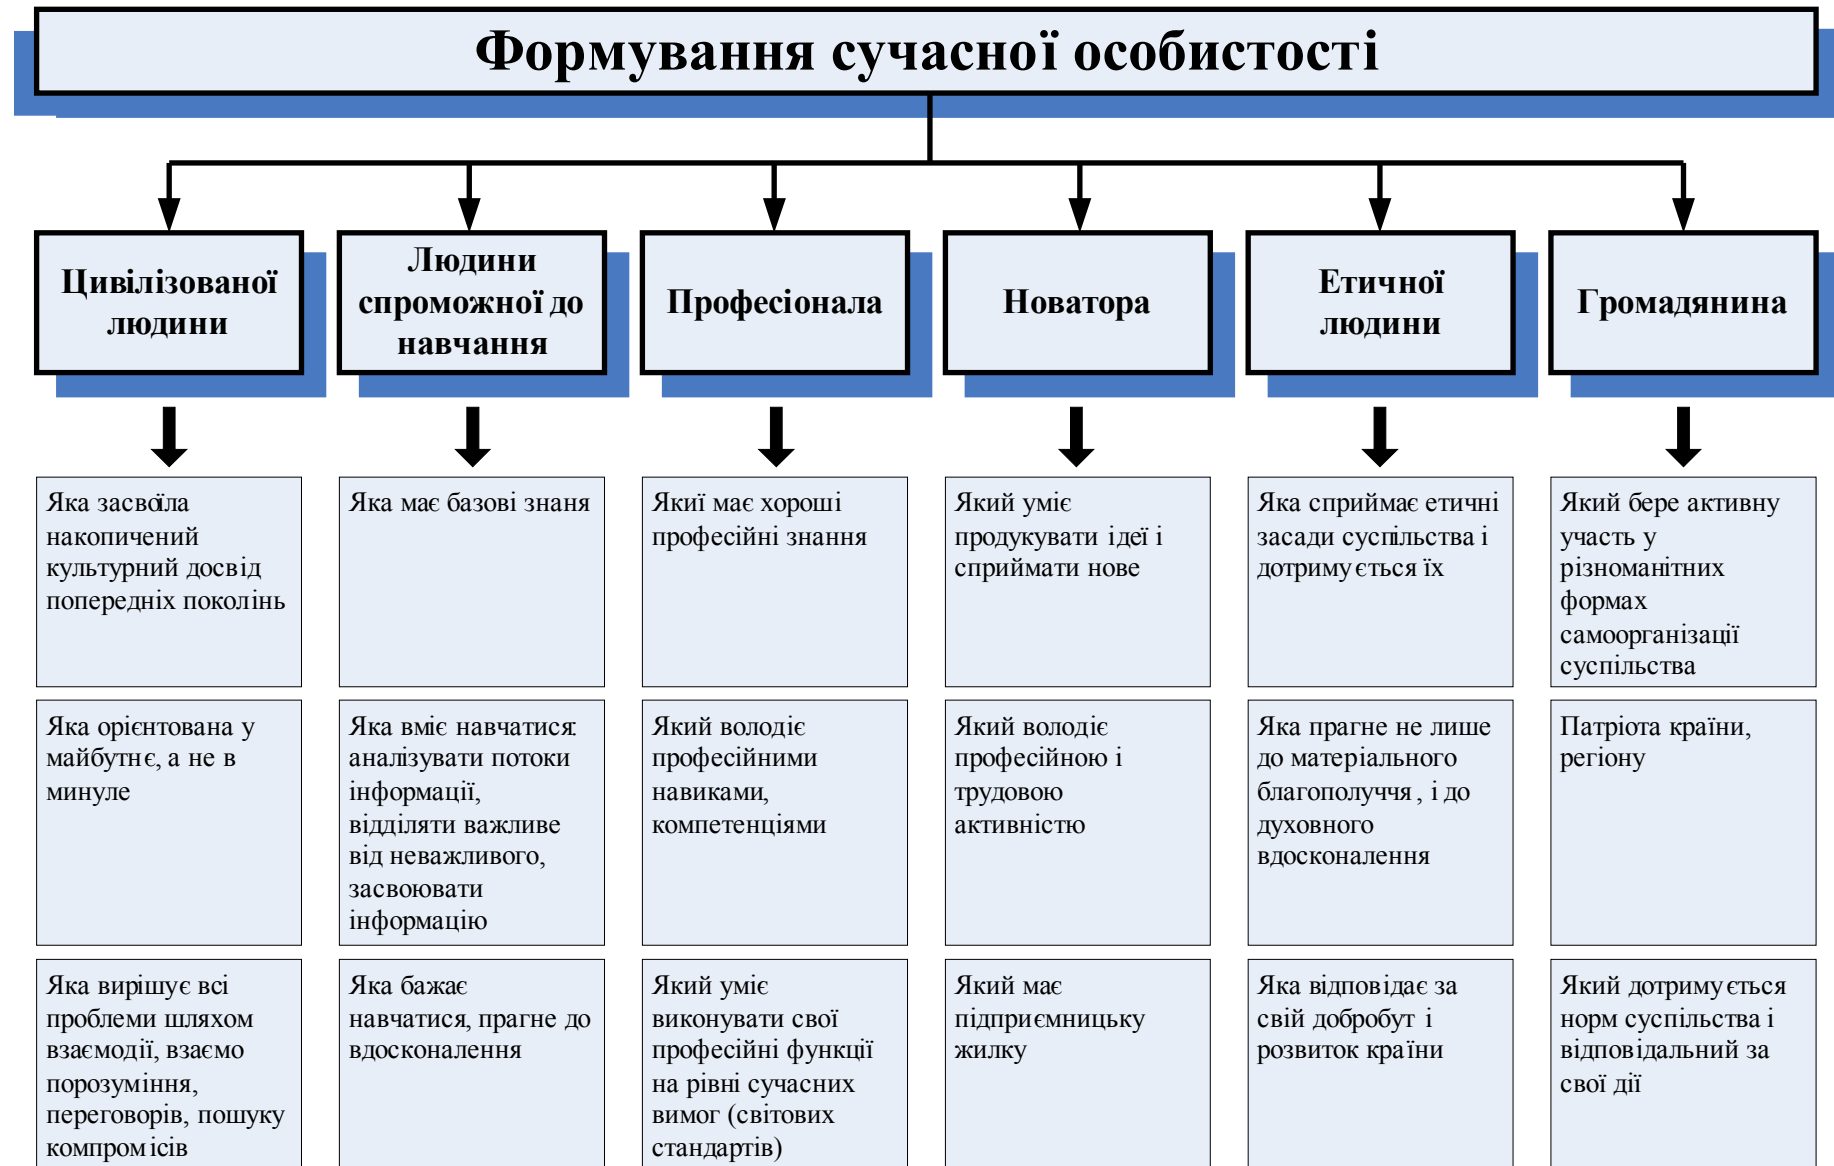 Формування сучасної особистості
Цивілізованої
людини
Людини
спроможної до
навчання
Професіонала
Новатора
Етичної
людини
Громадянина
Яка засвоїла
накопичений
культурний досвід
попередніх поколінь
Яка має базові знаня
Якиї має хороші
професійні знання
Який уміє
продукувати ідеї і
сприймати нове
Яка сприймає етичні
засади суспільства і
дотримується їх
Який бере активну
участь у
різноманітних
формах
самоорганізації
суспільства
Яка орієнтована у
майбутнє, а не в
минуле
Яка вміє навчатися:
аналізувати потоки
інформації,
відділяти важливе
від неважливого,
засвоювати
інформацію
Який володіє
професійними
навиками,
компетенціями
Який володіє
професійною і
трудовою
активністю
Яка прагне не лише
до матеріального
благополуччя, і до
духовного
вдосконалення
Патріота країни,
регіону
Яка вирішує всі
проблеми шляхом
взаємодії, взаємо
порозуміння,
переговорів, пошуку
компромісів
Яка бажає
навчатися, прагне до
вдосконалення
Який уміє
виконувати свої
професійні функції
на рівні сучасних
вимог (світових
стандартів)
Який має
підприємницьку
жилку
Яка відповідає за
свій добробут і
розвиток країни
Який дотримується
норм суспільства і
відповідальний за
свої дії